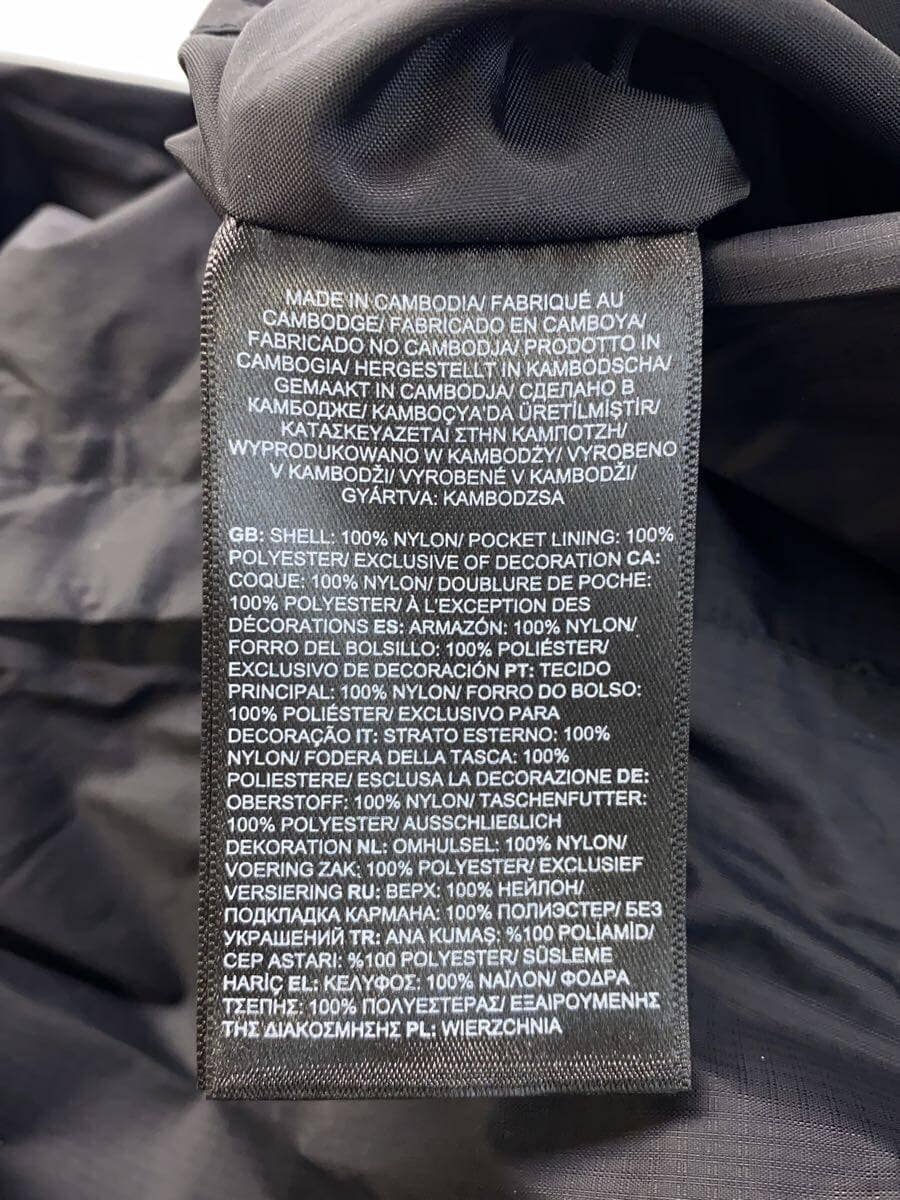 MADE IN CAMBODIA/ FABRIQUÉ AU
CAMBODGE/ FABRICADO EN CAMBOYA/
FABRICADO NO CAMBODJA/ PRODOTTO IN
CAMBOGIA/ HERGESTELLT IN KAMBODSCHA/
GEMAAKT IN CAMBODJA/ СДЕЛАНО В
КАМБОДЖЕ/ KAMBOÇYA'DA ÜRETİLMİŞTİR/
ΚΑΤΑΣΚΕΥΑΖΕΤΑΙ ΣΤΗΝ ΚΑΜΠΟΤΖΗ/
WYPRODUKOWANO W KAMBODŻY/ VYROBENO
V KAMBODŽI/ VYROBENÉ V KAMBODŽI/
GYÁRTVA: KAMBODZSA
GB: SHELL: 100% NYLON/ POCKET LINING: 100%
POLYESTER/ EXCLUSIVE OF DECORATION CA:
COQUE: 100% NYLON/ DOUBLURE DE POCHE:
100% POLYESTER/ À L'EXCEPTION DES
DÉCORATIONS ES: ARMAZÓN: 100% NYLON/
FORRO DEL BOLSILLO: 100% POLIÉSTER/
EXCLUSIVO DE DECORACIÓN PT: TECIDO
PRINCIPAL: 100% NYLON/ FORRO DO BOLSO:
100% POLIÉSTER/ EXCLUSIVO PARA
DECORAÇÃO IT: STRATO ESTERNO: 100%
NYLON/ FODERA DELLA TASCA: 100%
POLIESTERE/ ESCLUSA LA DECORAZIONE DE:
OBERSTOFF: 100% NYLON/ TASCHENFUTTER:
100% POLYESTER/ AUSSCHLIEßLICH
DEKORATION NL: OMHULSEL: 100% NYLON/
VOERING ZAK: 100% POLYESTER/ EXCLUSIEF
VERSIERING RU: ВЕРХ: 100% НЕЙЛОН/
ПОДКЛАДКА КАРМАНА: 100% ПОЛИЭСТЕР/ БЕЗ
УКРАШЕНИЙ TR: ANA KUMAŞ: %100 POLİAMİD/
CEP ASTARI: %100 POLYESTER/ SÜSLEME
HARİÇ EL: ΚΕΛΥΦΟΣ: 100% ΝΑΪΛΟΝ/ ΦΟΔΡΑ
ΤΣΕΠΗΣ: 100% ΠΟΛΥΕΣΤΕΡΑΣ/ ΕΞΑΙΡΟΥΜΕΝΗΣ
ΤΗΣ ΔΙΑΚΟΣΜΗΣΗΣ PL: WIERZCHNIA